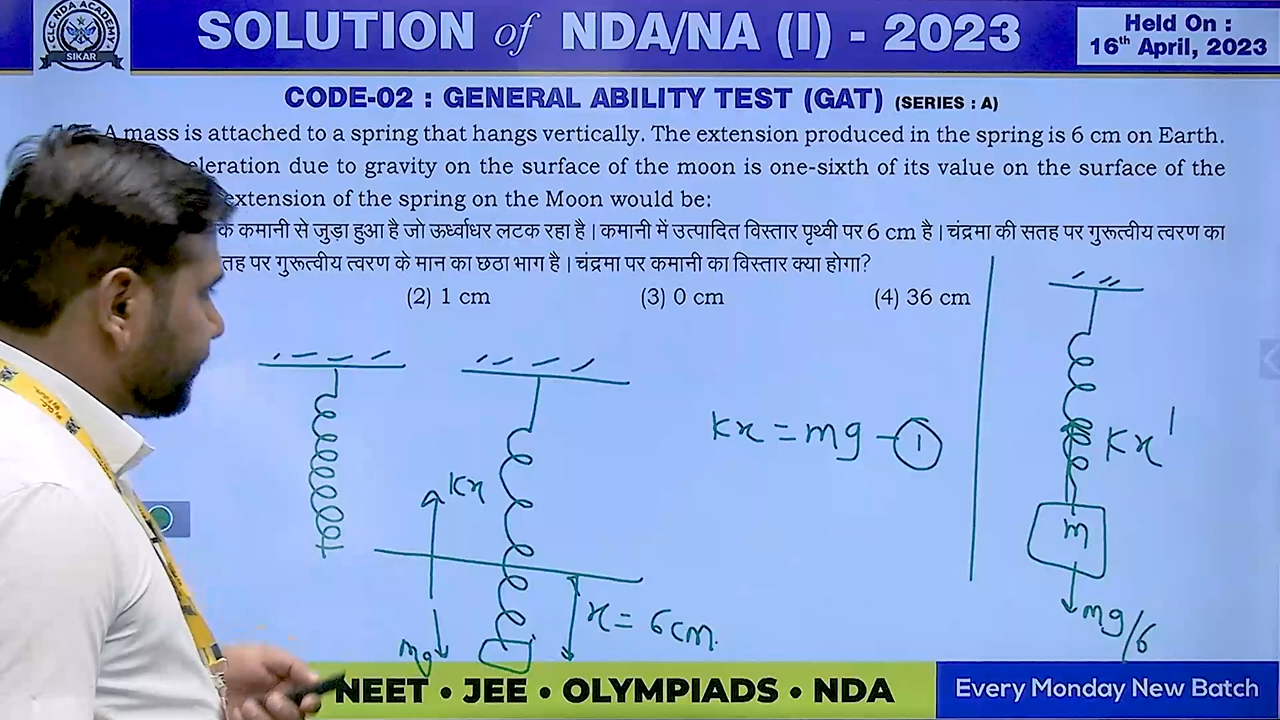 SOLUTION of NDA/NA (I) - 2023
Held On :
16th April, 2023
CLC NDA ACADEMY
SIKAR
CODE-02 : GENERAL ABILITY TEST (GAT) (SERIES : A)
A mass is attached to a spring that hangs vertically. The extension produced in the spring is 6 cm on Earth.
eleration due to gravity on the surface of the moon is one-sixth of its value on the surface of the
extension of the spring on the Moon would be:
क कमानी से जुड़ा हुआ है जो ऊर्ध्वाधर लटक रहा है। कमानी में उत्पादित विस्तार पृथ्वी पर 6 cm है। चंद्रमा की सतह पर गुरूत्वीय त्वरण का
तह पर गुरूत्वीय त्वरण के मान का छठा भाग है। चंद्रमा पर कमानी का विस्तार क्या होगा?
(2) 1 cm (3) 0 cm (4) 36 cm
Kx = mg - 1
Kx'
Kx
m
x = 6 cm.
mg
mg/6
NEET • JEE • OLYMPIADS • NDA
Every Monday New Batch